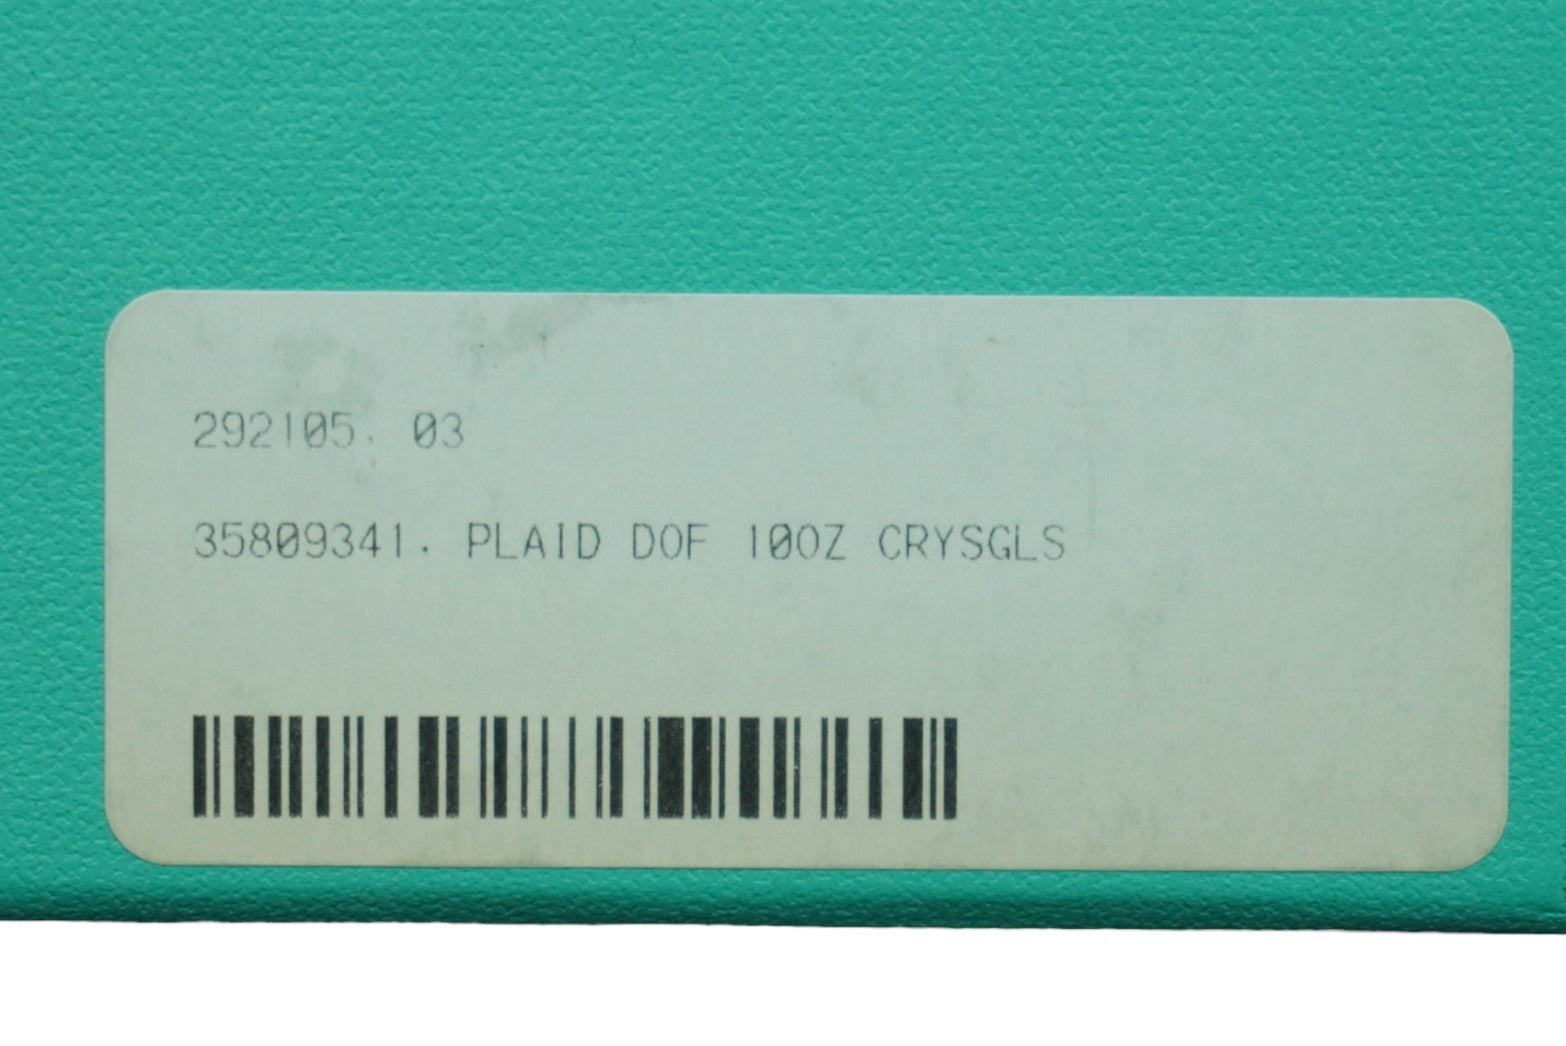 292105. 03
35809341. PLAID DOF 10OZ CRYSGLS